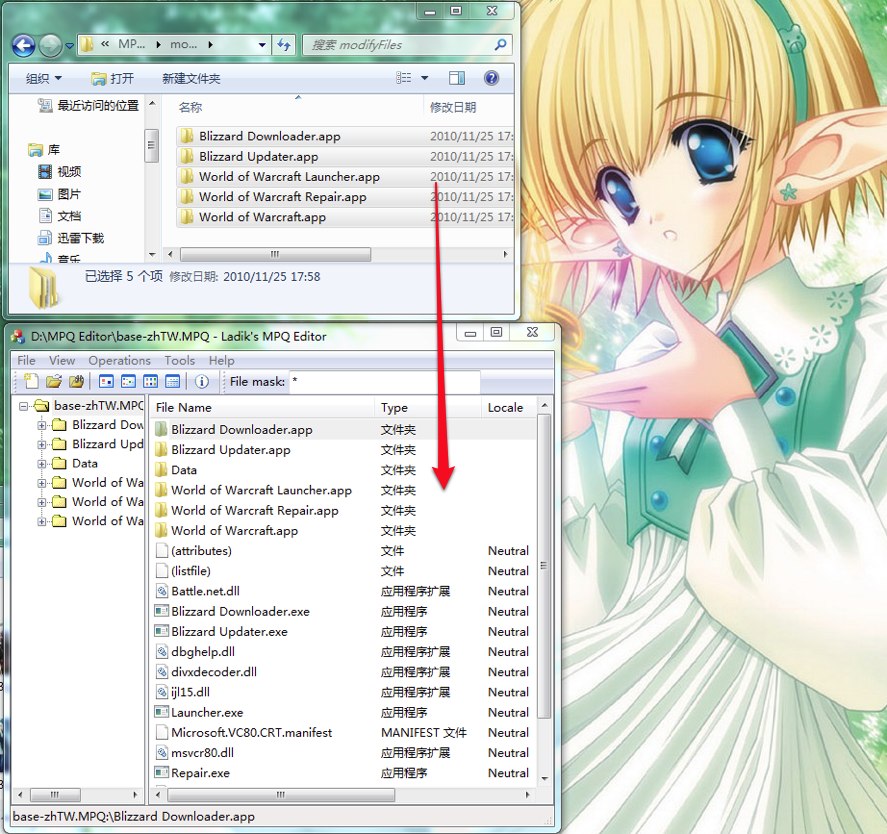 MP... mo...
搜索 modifyFiles
组织 打开 新建文件夹
最近访问的位置
库
视频
图片
文档
迅雷下载
音乐
名称 修改日期
Blizzard Downloader.app 2010/11/25 17:
Blizzard Updater.app 2010/11/25 17:
World of Warcraft Launcher.app 2010/11/25 17:
World of Warcraft Repair.app 2010/11/25 17:
World of Warcraft.app 2010/11/25 17:
已选择 5 个项 修改日期: 2010/11/25 17:58
D:\MPQ Editor\base-zhTW.MPQ - Ladik's MPQ Editor
File View Operations Tools Help
File mask: *
base-zhTW.MPQ
Blizzard Dow
Blizzard Upd
Data
World of Wa
World of Wa
World of Wa
File Name Type Locale
Blizzard Downloader.app 文件夹
Blizzard Updater.app 文件夹
Data 文件夹
World of Warcraft Launcher.app 文件夹
World of Warcraft Repair.app 文件夹
World of Warcraft.app 文件夹
(attributes) 文件 Neutral
(listfile) 文件 Neutral
Battle.net.dll 应用程序扩展 Neutral
Blizzard Downloader.exe 应用程序 Neutral
Blizzard Updater.exe 应用程序 Neutral
dbghelp.dll 应用程序扩展 Neutral
divxdecoder.dll 应用程序扩展 Neutral
ijl15.dll 应用程序扩展 Neutral
Launcher.exe 应用程序 Neutral
Microsoft.VC80.CRT.manifest MANIFEST 文件 Neutral
msvcr80.dll 应用程序扩展 Neutral
Repair.exe 应用程序 Neutral
base-zhTW.MPQ:\Blizzard Downloader.app